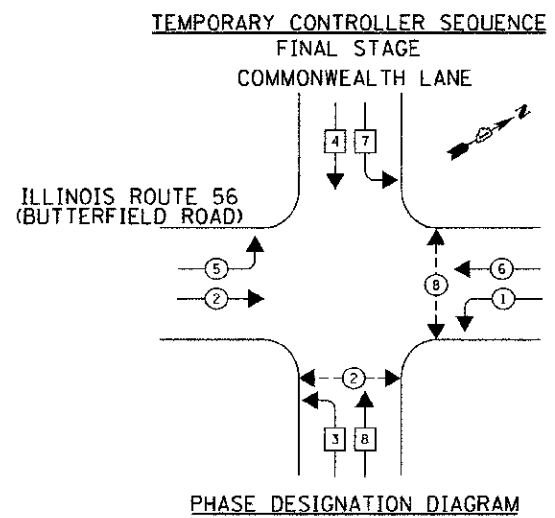 TEMPORARY CONTROLLER SEQUENCE
FINAL STAGE
COMMONWEALTH LANE
4 7
N
ILLINOIS ROUTE 56
(BUTTERFIELD ROAD)
5 6
2 8 1
2
3 8
PHASE DESIGNATION DIAGRAM